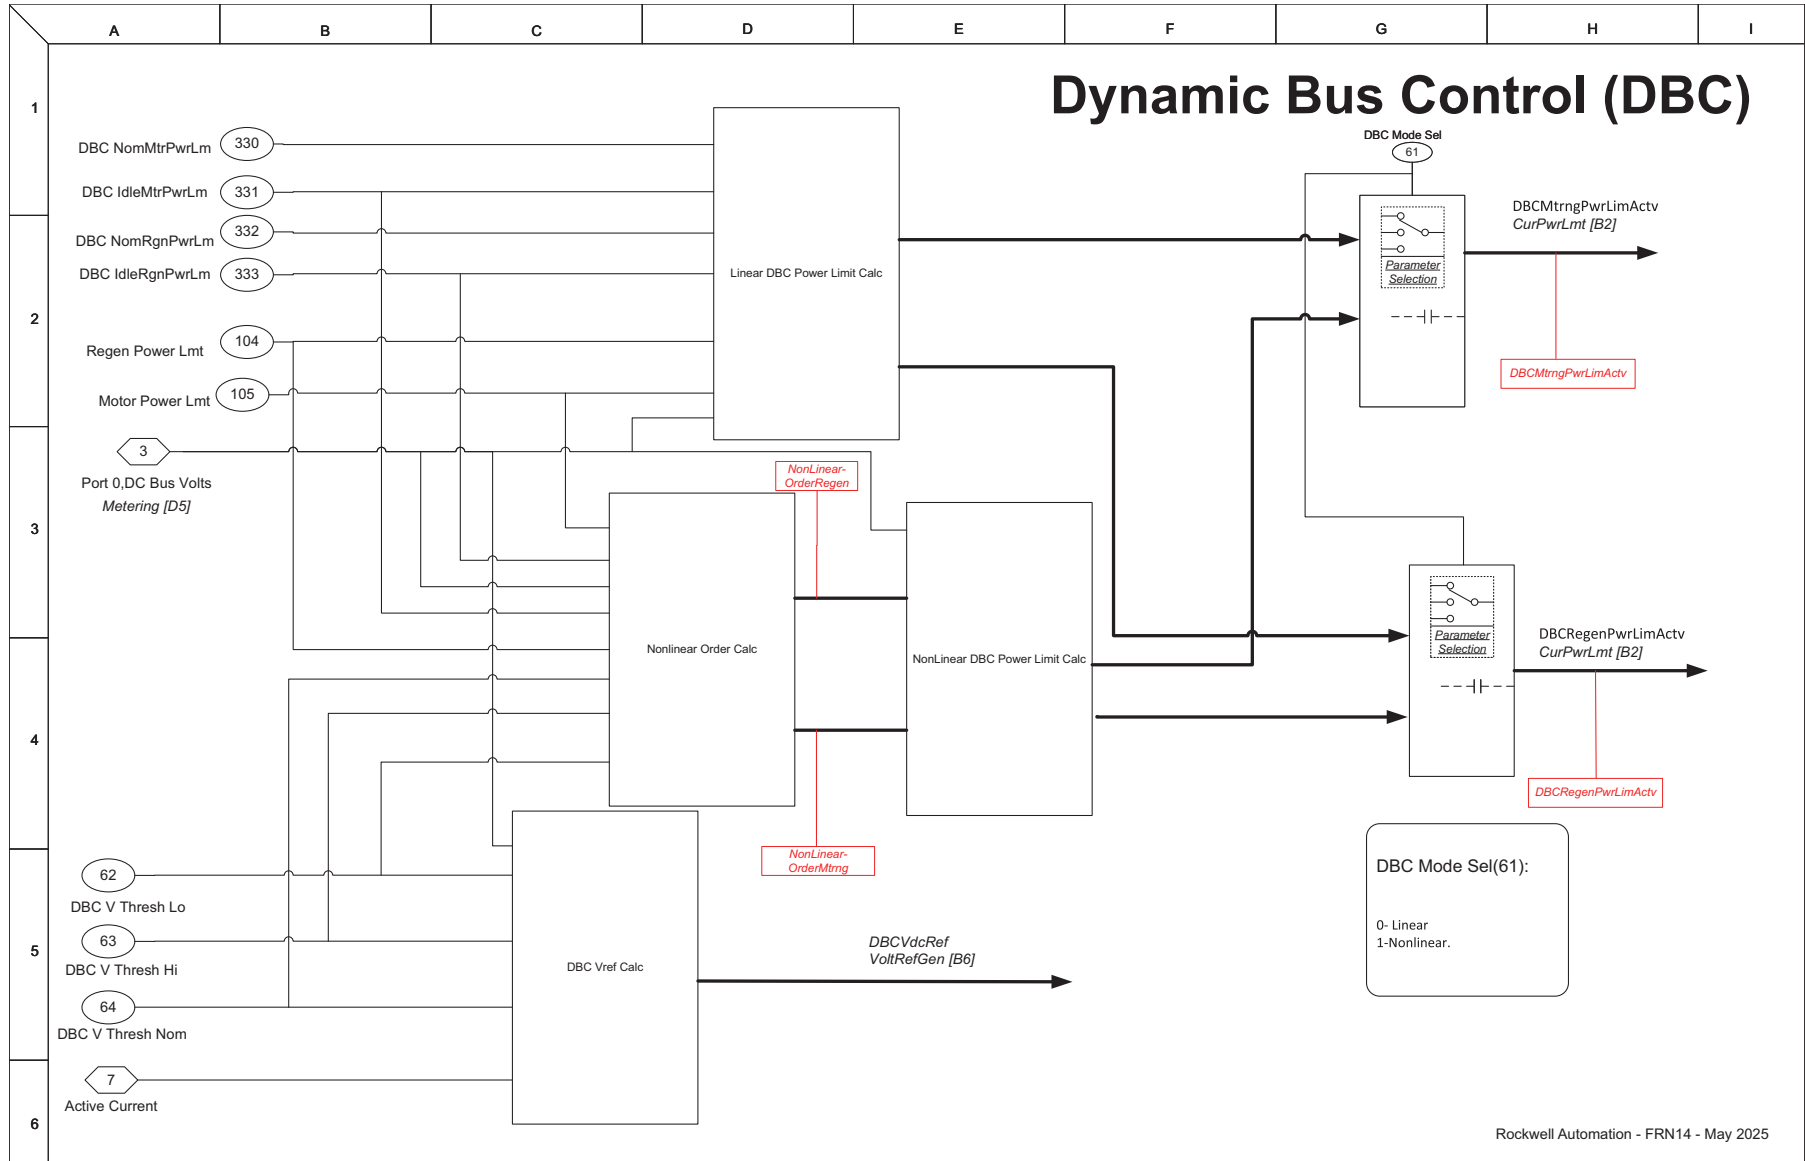 A B C D E F G H I
1
Dynamic Bus Control (DBC)
DBC NomMtrPwrLm
330
DBC Mode Sel
61
DBC IdleMtrPwrLm
331
DBCMtrngPwrLimActv
CurPwrLmt [B2]
DBC NomRgnPwrLm
332
DBC IdleRgnPwrLm
333
Linear DBC Power Limit Calc
Parameter
Selection
2
Regen Power Lmt
104
DBCMtrngPwrLimActv
Motor Power Lmt
105
3
Port 0,DC Bus Volts
Metering [D5]
NonLinear-
OrderRegen
3
Nonlinear Order Calc
NonLinear DBC Power Limit Calc
Parameter
Selection
DBCRegenPwrLimActv
CurPwrLmt [B2]
4
DBCRegenPwrLimActv
NonLinear-
OrderMtrng
62
DBC V Thresh Lo
63
DBC V Thresh Hi
64
DBC V Thresh Nom
5
DBC Vref Calc
DBCVdcRef
VoltRefGen [B6]
DBC Mode Sel(61):
0- Linear
1-Nonlinear.
7
Active Current
6
Rockwell Automation - FRN14 - May 2025